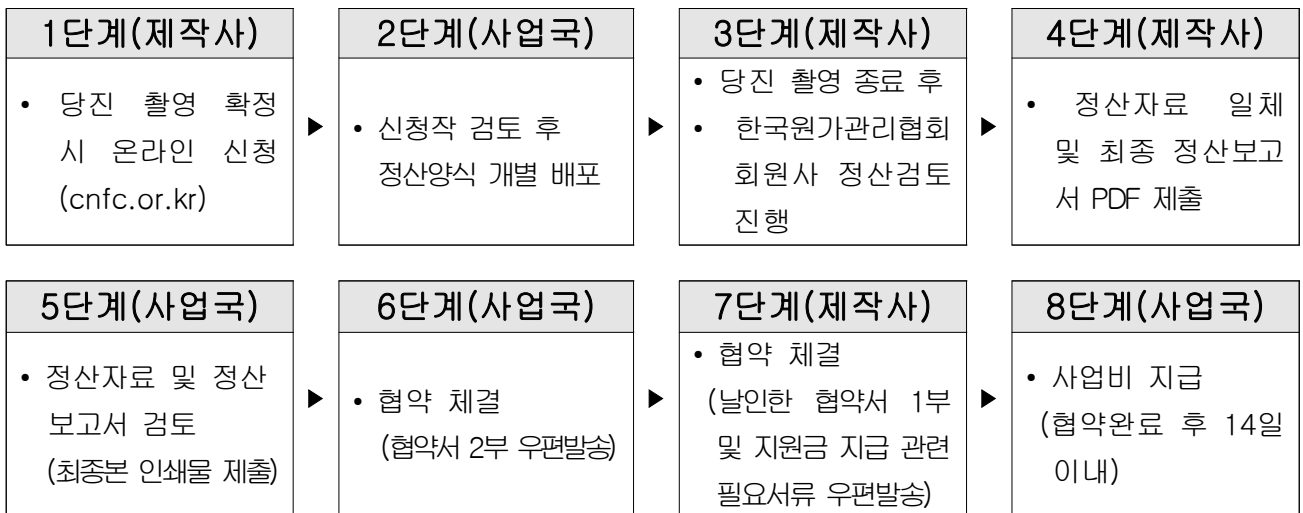 1단계(제작사)
• 당진 촬영 확정
시 온라인 신청
(cnfc.or.kr)
▶
2단계(사업국)
• 신청작 검토 후
정산양식 개별 배포
▶
3단계(제작사)
• 당진 촬영 종료 후
• 한국원가관리협회
회원사 정산검토
진행
▶
4단계(제작사)
• 정산자료 일체
및 최종 정산보고
서 PDF 제출
5단계(사업국)
• 정산자료 및 정산
보고서 검토
(최종본 인쇄물 제출)
▶
6단계(사업국)
• 협약 체결
(협약서 2부 우편발송)
▶
7단계(제작사)
• 협약 체결
(날인한 협약서 1부
및 지원금 지급 관련
필요서류 우편발송)
▶
8단계(사업국)
• 사업비 지급
(협약완료 후 14일
이내)